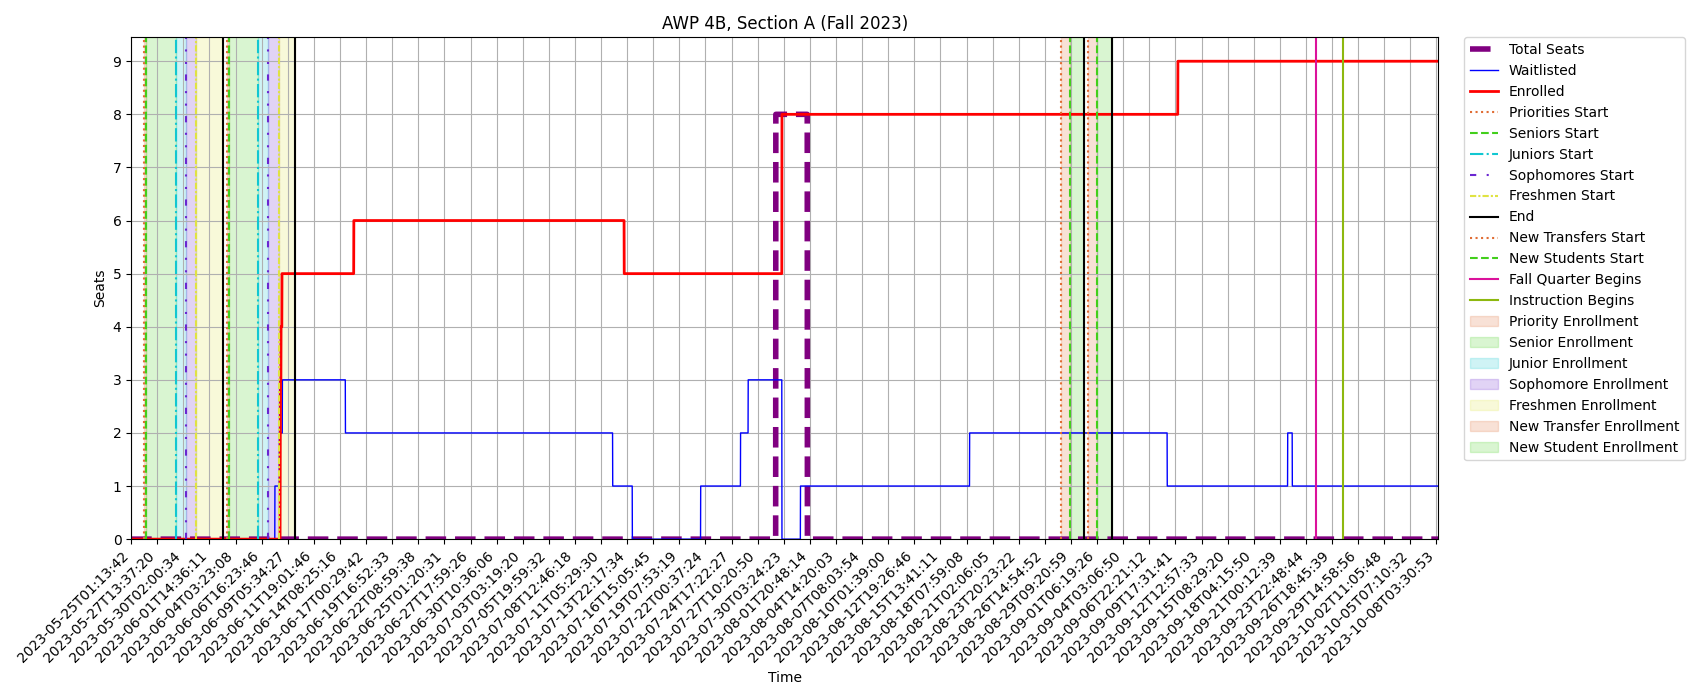 AWP 4B, Section A (Fall 2023)
Seats
9
8
7
6
5
4
3
2
1
0
2023-05-25T01:13:42
2023-05-27T13:37:20
2023-05-30T02:00:34
2023-06-01T14:36:11
2023-06-04T03:23:08
2023-06-06T16:23:46
2023-06-09T05:34:27
2023-06-11T19:01:46
2023-06-14T08:25:16
2023-06-17T00:29:42
2023-06-19T16:52:33
2023-06-22T08:59:38
2023-06-25T01:20:31
2023-06-27T17:59:26
2023-06-30T10:36:06
2023-07-03T03:19:20
2023-07-05T19:59:32
2023-07-08T12:46:18
2023-07-11T05:29:30
2023-07-13T22:17:34
2023-07-16T15:05:45
2023-07-19T07:53:19
2023-07-22T00:37:24
2023-07-24T17:22:27
2023-07-27T10:20:50
2023-07-30T03:24:23
2023-08-01T20:48:14
2023-08-04T14:20:03
2023-08-07T08:03:54
2023-08-10T01:39:00
2023-08-12T19:26:46
2023-08-15T13:41:11
2023-08-18T07:59:08
2023-08-21T02:06:05
2023-08-23T20:23:22
2023-08-26T14:54:52
2023-08-29T09:20:59
2023-09-01T06:19:26
2023-09-04T03:06:50
2023-09-06T22:21:12
2023-09-09T17:31:41
2023-09-12T12:57:33
2023-09-15T08:29:20
2023-09-18T04:15:50
2023-09-21T00:12:39
2023-09-23T22:48:44
2023-09-26T18:45:39
2023-09-29T14:58:56
2023-10-02T11:05:48
2023-10-05T07:10:32
2023-10-08T03:30:53
Time
Total Seats
Waitlisted
Enrolled
Priorities Start
Seniors Start
Juniors Start
Sophomores Start
Freshmen Start
End
New Transfers Start
New Students Start
Fall Quarter Begins
Instruction Begins
Priority Enrollment
Senior Enrollment
Junior Enrollment
Sophomore Enrollment
Freshmen Enrollment
New Transfer Enrollment
New Student Enrollment